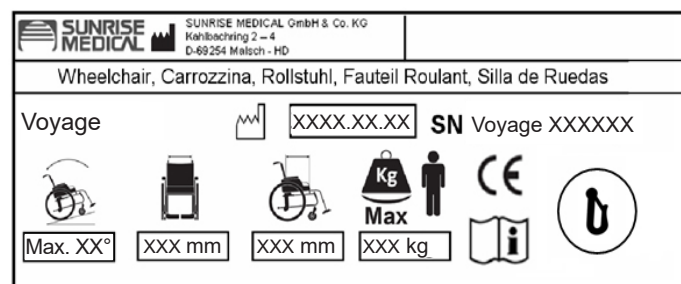 SUNRISE MEDICAL
SUNRISE MEDICAL GmbH & Co. KG
Kahlbachring 2 – 4
D-69254 Malsch - HD
Wheelchair, Carrozzina, Rollstuhl, Fauteil Roulant, Silla de Ruedas
Voyage XXXX.XX.XX SN Voyage XXXXXX
Kg
Max
CE
i
Max. XX° XXX mm XXX mm XXX kg